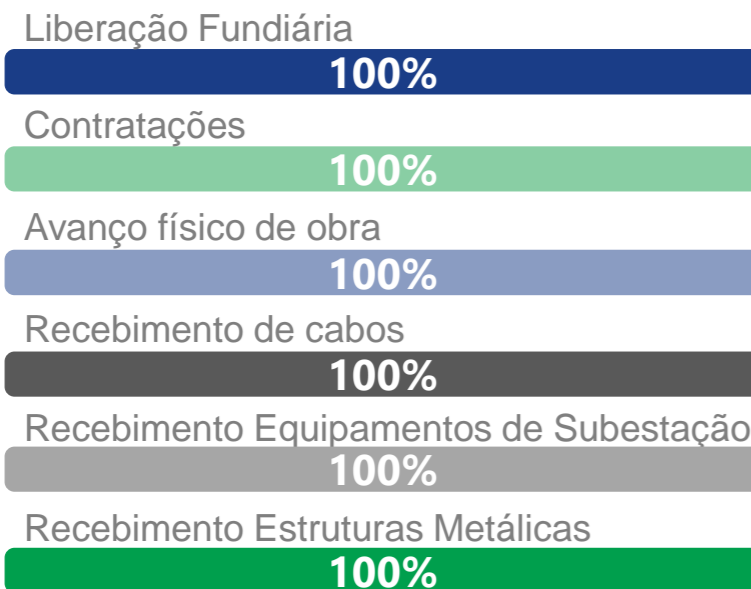 Liberação Fundiária
100%
Contratações
100%
Avanço físico de obra
100%
Recebimento de cabos
100%
Recebimento Equipamentos de Subestação
100%
Recebimento Estruturas Metálicas
100%